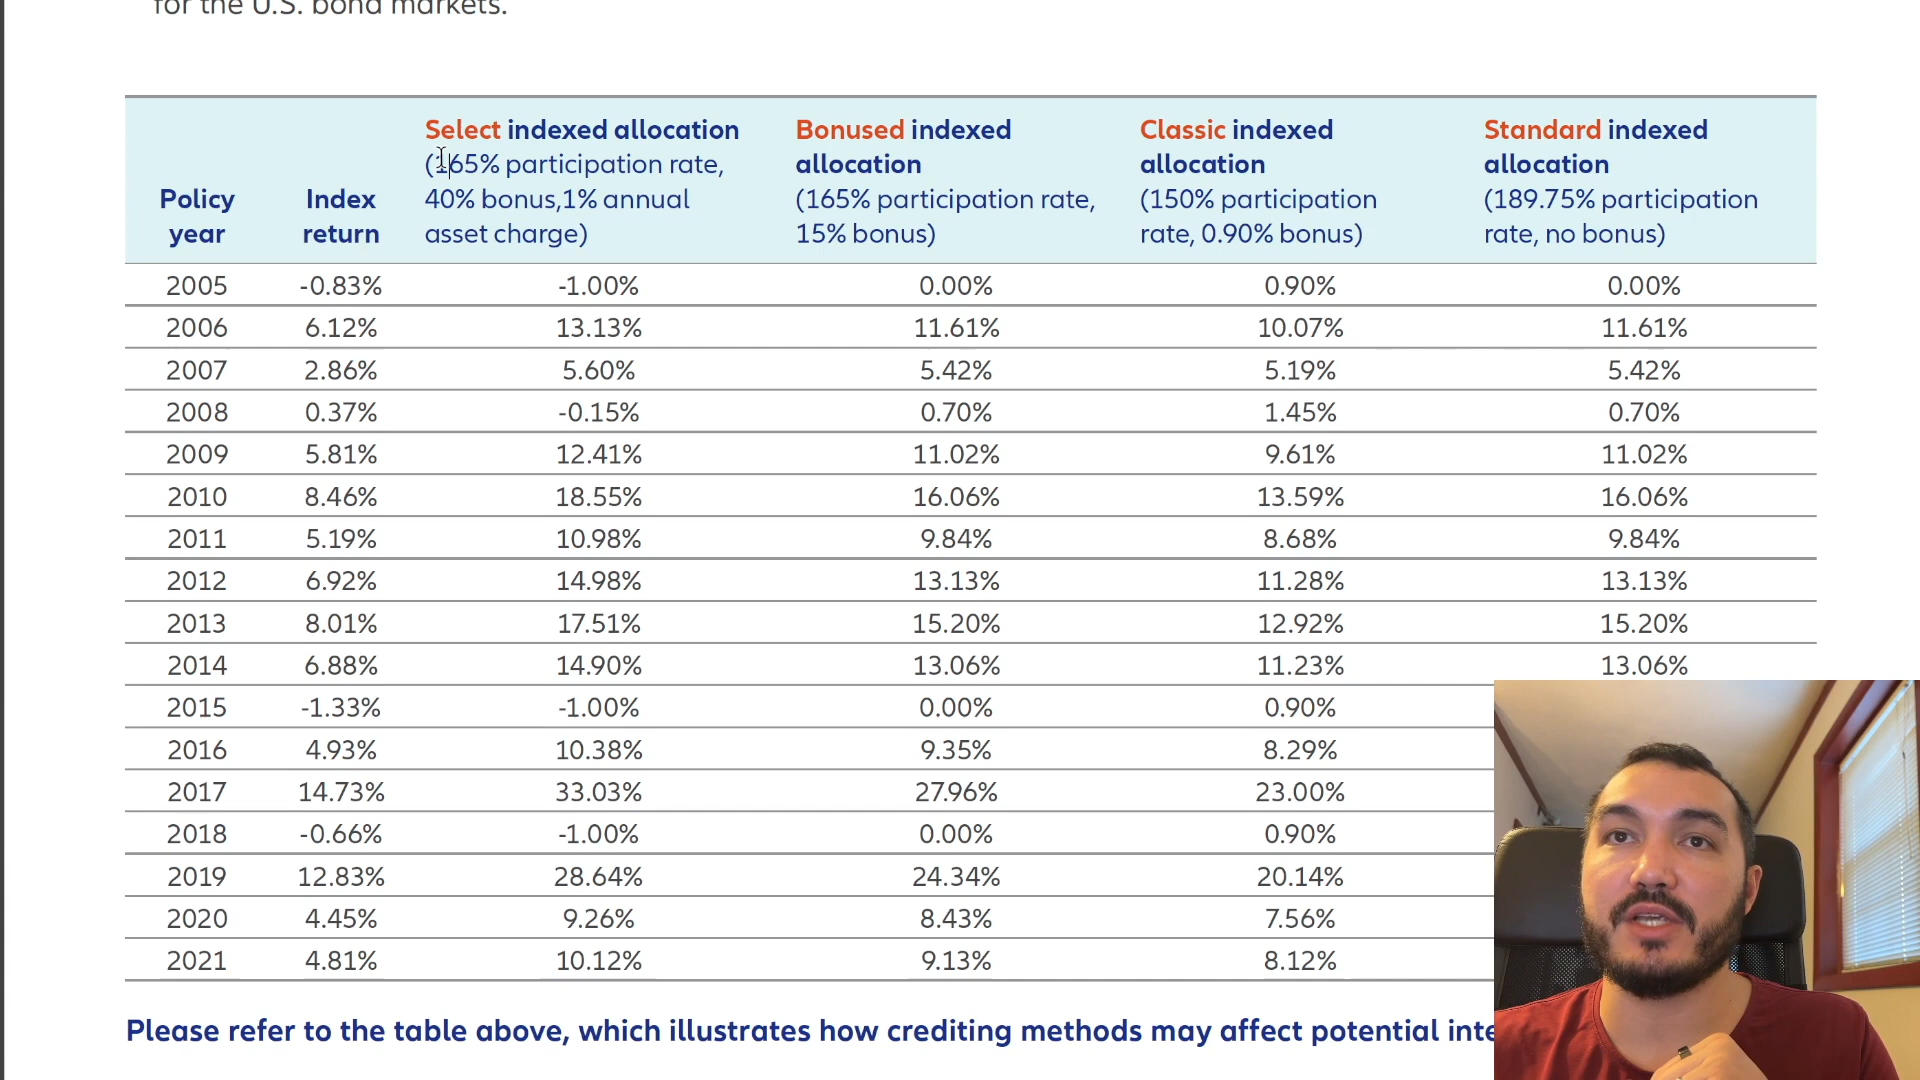 for the U.S. bond markets.
Policy year	Index return	Select indexed allocation (165% participation rate, 40% bonus,1% annual asset charge)	Bonused indexed allocation (165% participation rate, 15% bonus)	Classic indexed allocation (150% participation rate, 0.90% bonus)	Standard indexed allocation (189.75% participation rate, no bonus)
2005	-0.83%	-1.00%	0.00%	0.90%	0.00%
2006	6.12%	13.13%	11.61%	10.07%	11.61%
2007	2.86%	5.60%	5.42%	5.19%	5.42%
2008	0.37%	-0.15%	0.70%	1.45%	0.70%
2009	5.81%	12.41%	11.02%	9.61%	11.02%
2010	8.46%	18.55%	16.06%	13.59%	16.06%
2011	5.19%	10.98%	9.84%	8.68%	9.84%
2012	6.92%	14.98%	13.13%	11.28%	13.13%
2013	8.01%	17.51%	15.20%	12.92%	15.20%
2014	6.88%	14.90%	13.06%	11.23%	13.06%
2015	-1.33%	-1.00%	0.00%	0.90%
2016	4.93%	10.38%	9.35%	8.29%
2017	14.73%	33.03%	27.96%	23.00%
2018	-0.66%	-1.00%	0.00%	0.90%
2019	12.83%	28.64%	24.34%	20.14%
2020	4.45%	9.26%	8.43%	7.56%
2021	4.81%	10.12%	9.13%	8.12%
Please refer to the table above, which illustrates how crediting methods may affect potential